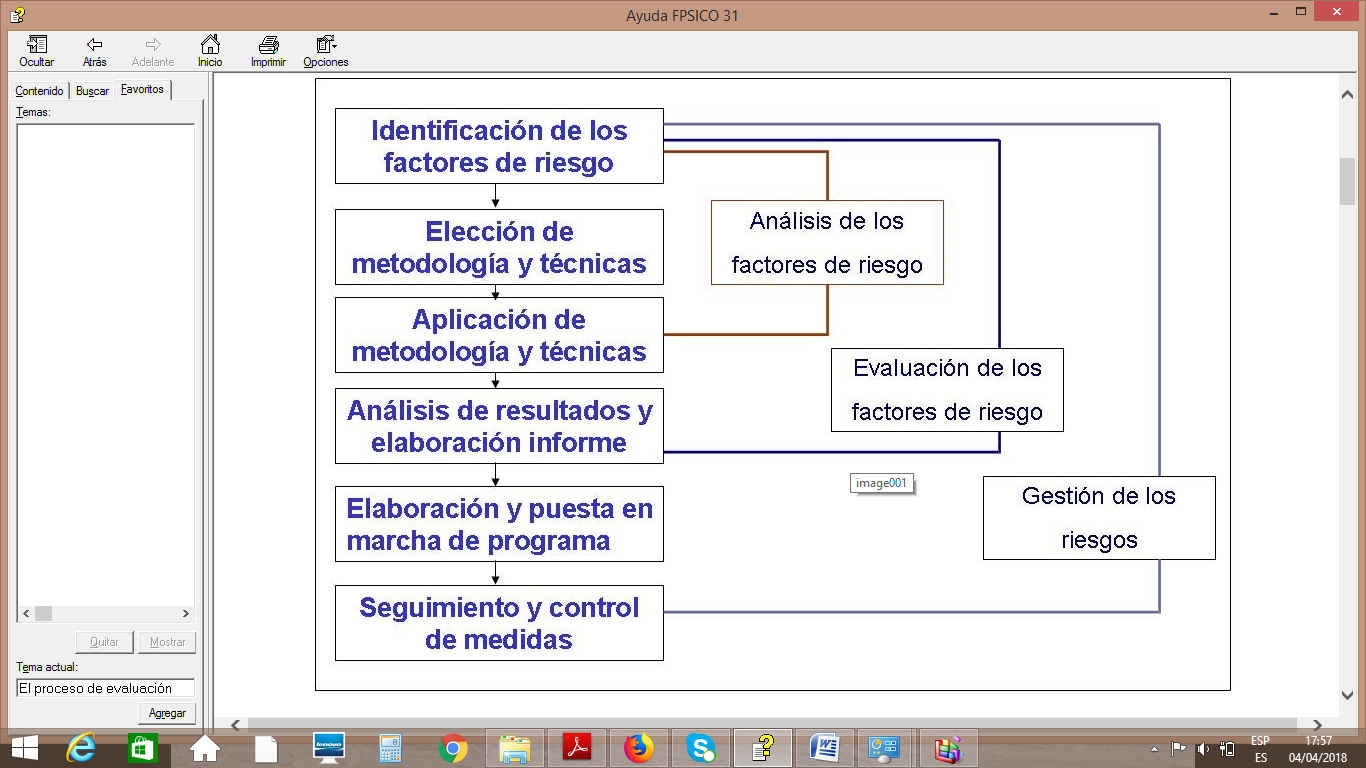 Ayuda FPSICO 31
Ocultar
Atrás
Adelante
Inicio
Imprimir
Opciones
Contenido
Buscar
Favoritos
Temas:
Quitar
Mostrar
Tema actual:
El proceso de evaluación
Agregar
Identificación de los
factores de riesgo
Elección de
metodología y técnicas
Aplicación de
metodología y técnicas
Análisis de resultados y
elaboración informe
Elaboración y puesta en
marcha de programa
Seguimiento y control
de medidas
Análisis de los
factores de riesgo
Evaluación de los
factores de riesgo
image001
Gestión de los
riesgos
lenovo
ESP
ES
17:57
04/04/2018